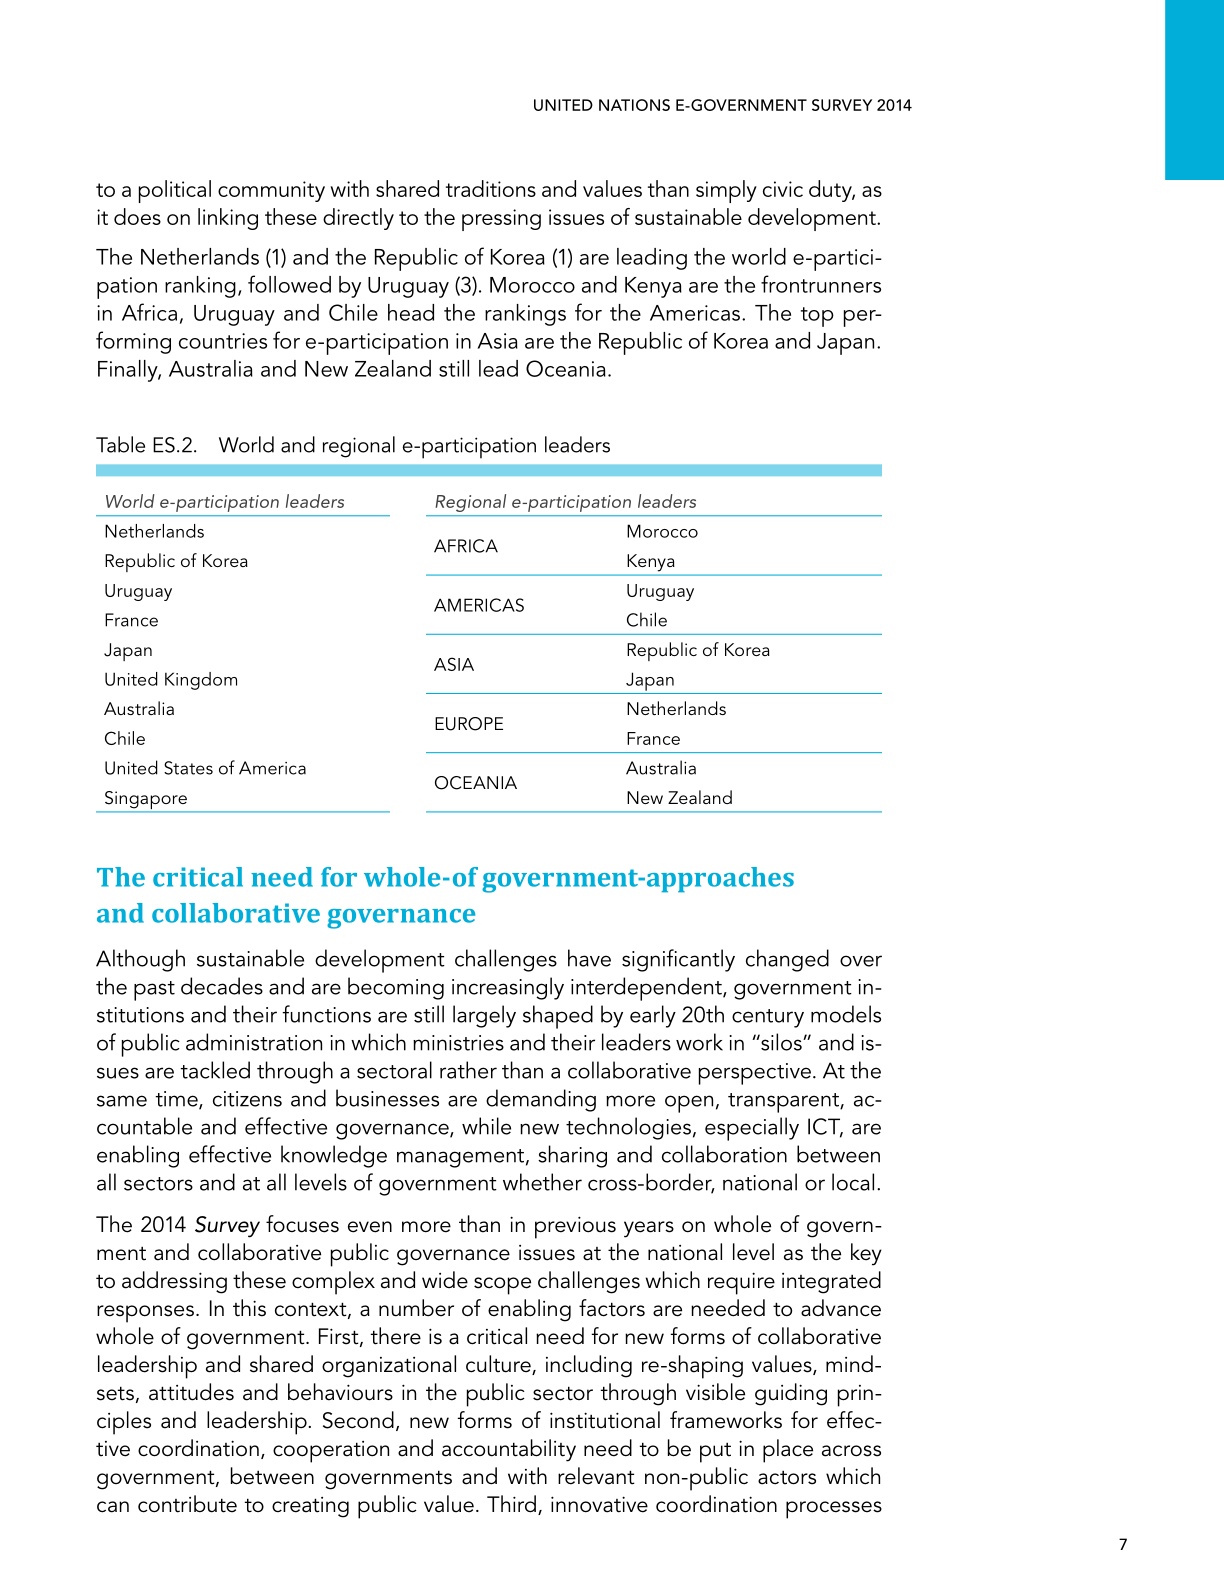 UNITED NATIONS E-GOVERNMENT SURVEY 2014
to a political community with shared traditions and values than simply civic duty, as
it does on linking these directly to the pressing issues of sustainable development.
The Netherlands (1) and the Republic of Korea (1) are leading the world e-partici-
pation ranking, followed by Uruguay (3). Morocco and Kenya are the frontrunners
in Africa, Uruguay and Chile head the rankings for the Americas. The top per-
forming countries for e-participation in Asia are the Republic of Korea and Japan.
Finally, Australia and New Zealand still lead Oceania.
Table ES.2. World and regional e-participation leaders
World e-participation leaders
Netherlands
Republic of Korea
Uruguay
France
Japan
United Kingdom
Australia
Chile
United States of America
Singapore
Regional e-participation leaders
AFRICA
Morocco
Kenya
AMERICAS
Uruguay
Chile
ASIA
Republic of Korea
Japan
EUROPE
Netherlands
France
OCEANIA
Australia
New Zealand
The critical need for whole-of government-approaches
and collaborative governance
Although sustainable development challenges have significantly changed over
the past decades and are becoming increasingly interdependent, government in-
stitutions and their functions are still largely shaped by early 20th century models
of public administration in which ministries and their leaders work in “silos” and is-
sues are tackled through a sectoral rather than a collaborative perspective. At the
same time, citizens and businesses are demanding more open, transparent, ac-
countable and effective governance, while new technologies, especially ICT, are
enabling effective knowledge management, sharing and collaboration between
all sectors and at all levels of government whether cross-border, national or local.
The 2014 Survey focuses even more than in previous years on whole of govern-
ment and collaborative public governance issues at the national level as the key
to addressing these complex and wide scope challenges which require integrated
responses. In this context, a number of enabling factors are needed to advance
whole of government. First, there is a critical need for new forms of collaborative
leadership and shared organizational culture, including re-shaping values, mind-
sets, attitudes and behaviours in the public sector through visible guiding prin-
ciples and leadership. Second, new forms of institutional frameworks for effec-
tive coordination, cooperation and accountability need to be put in place across
government, between governments and with relevant non-public actors which
can contribute to creating public value. Third, innovative coordination processes
7